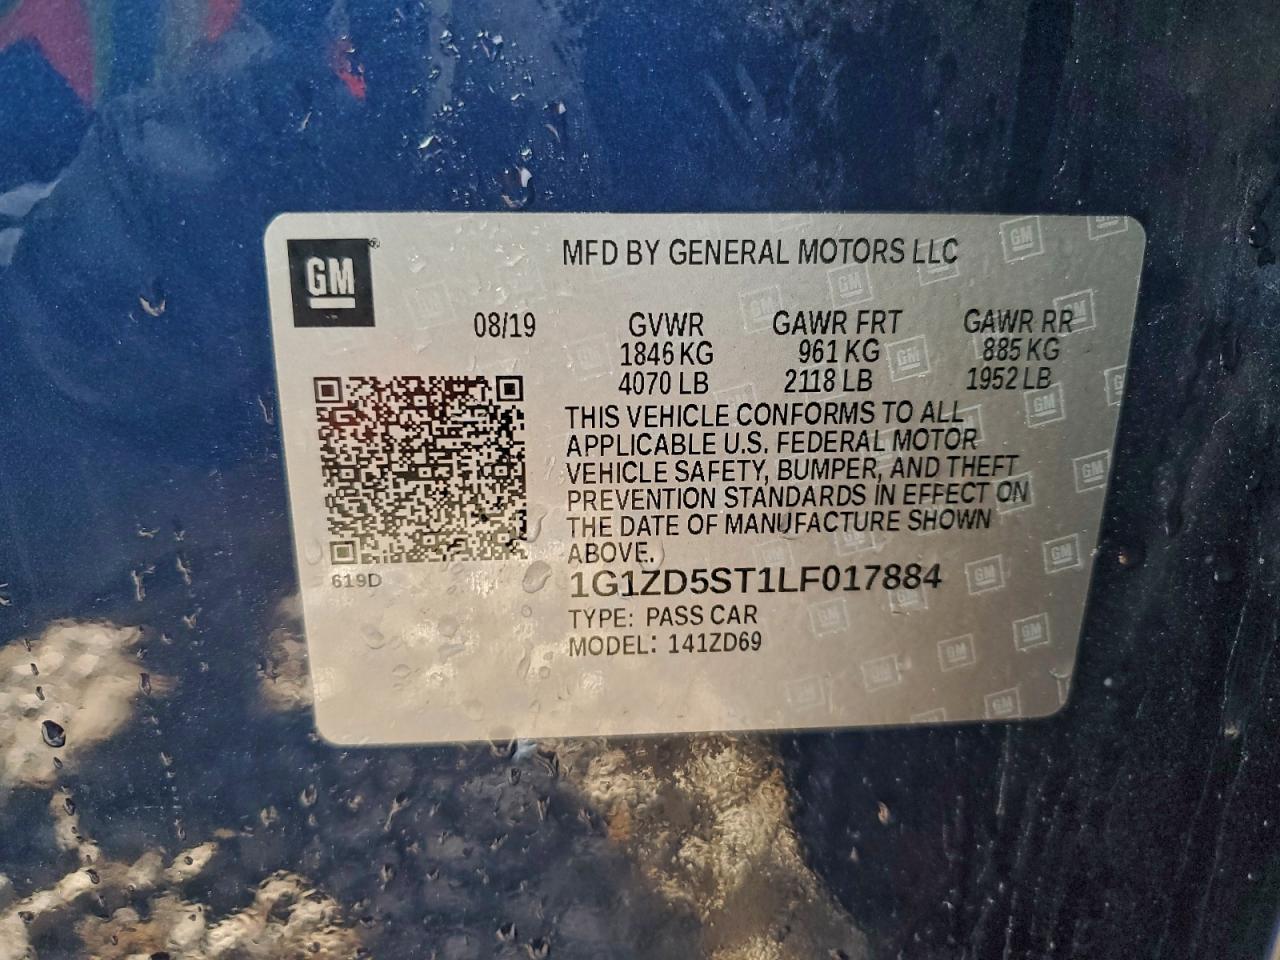 GM®
MFD BY GENERAL MOTORS LLC
08/19 GVWR GAWR FRT GAWR RR
1846 KG 961 KG 885 KG
4070 LB 2118 LB 1952 LB
THIS VEHICLE CONFORMS TO ALL
APPLICABLE U.S. FEDERAL MOTOR
VEHICLE SAFETY, BUMPER, AND THEFT
PREVENTION STANDARDS IN EFFECT ON
THE DATE OF MANUFACTURE SHOWN
ABOVE.
619D
1G1ZD5ST1LF017884
TYPE: PASS CAR
MODEL: 141ZD69